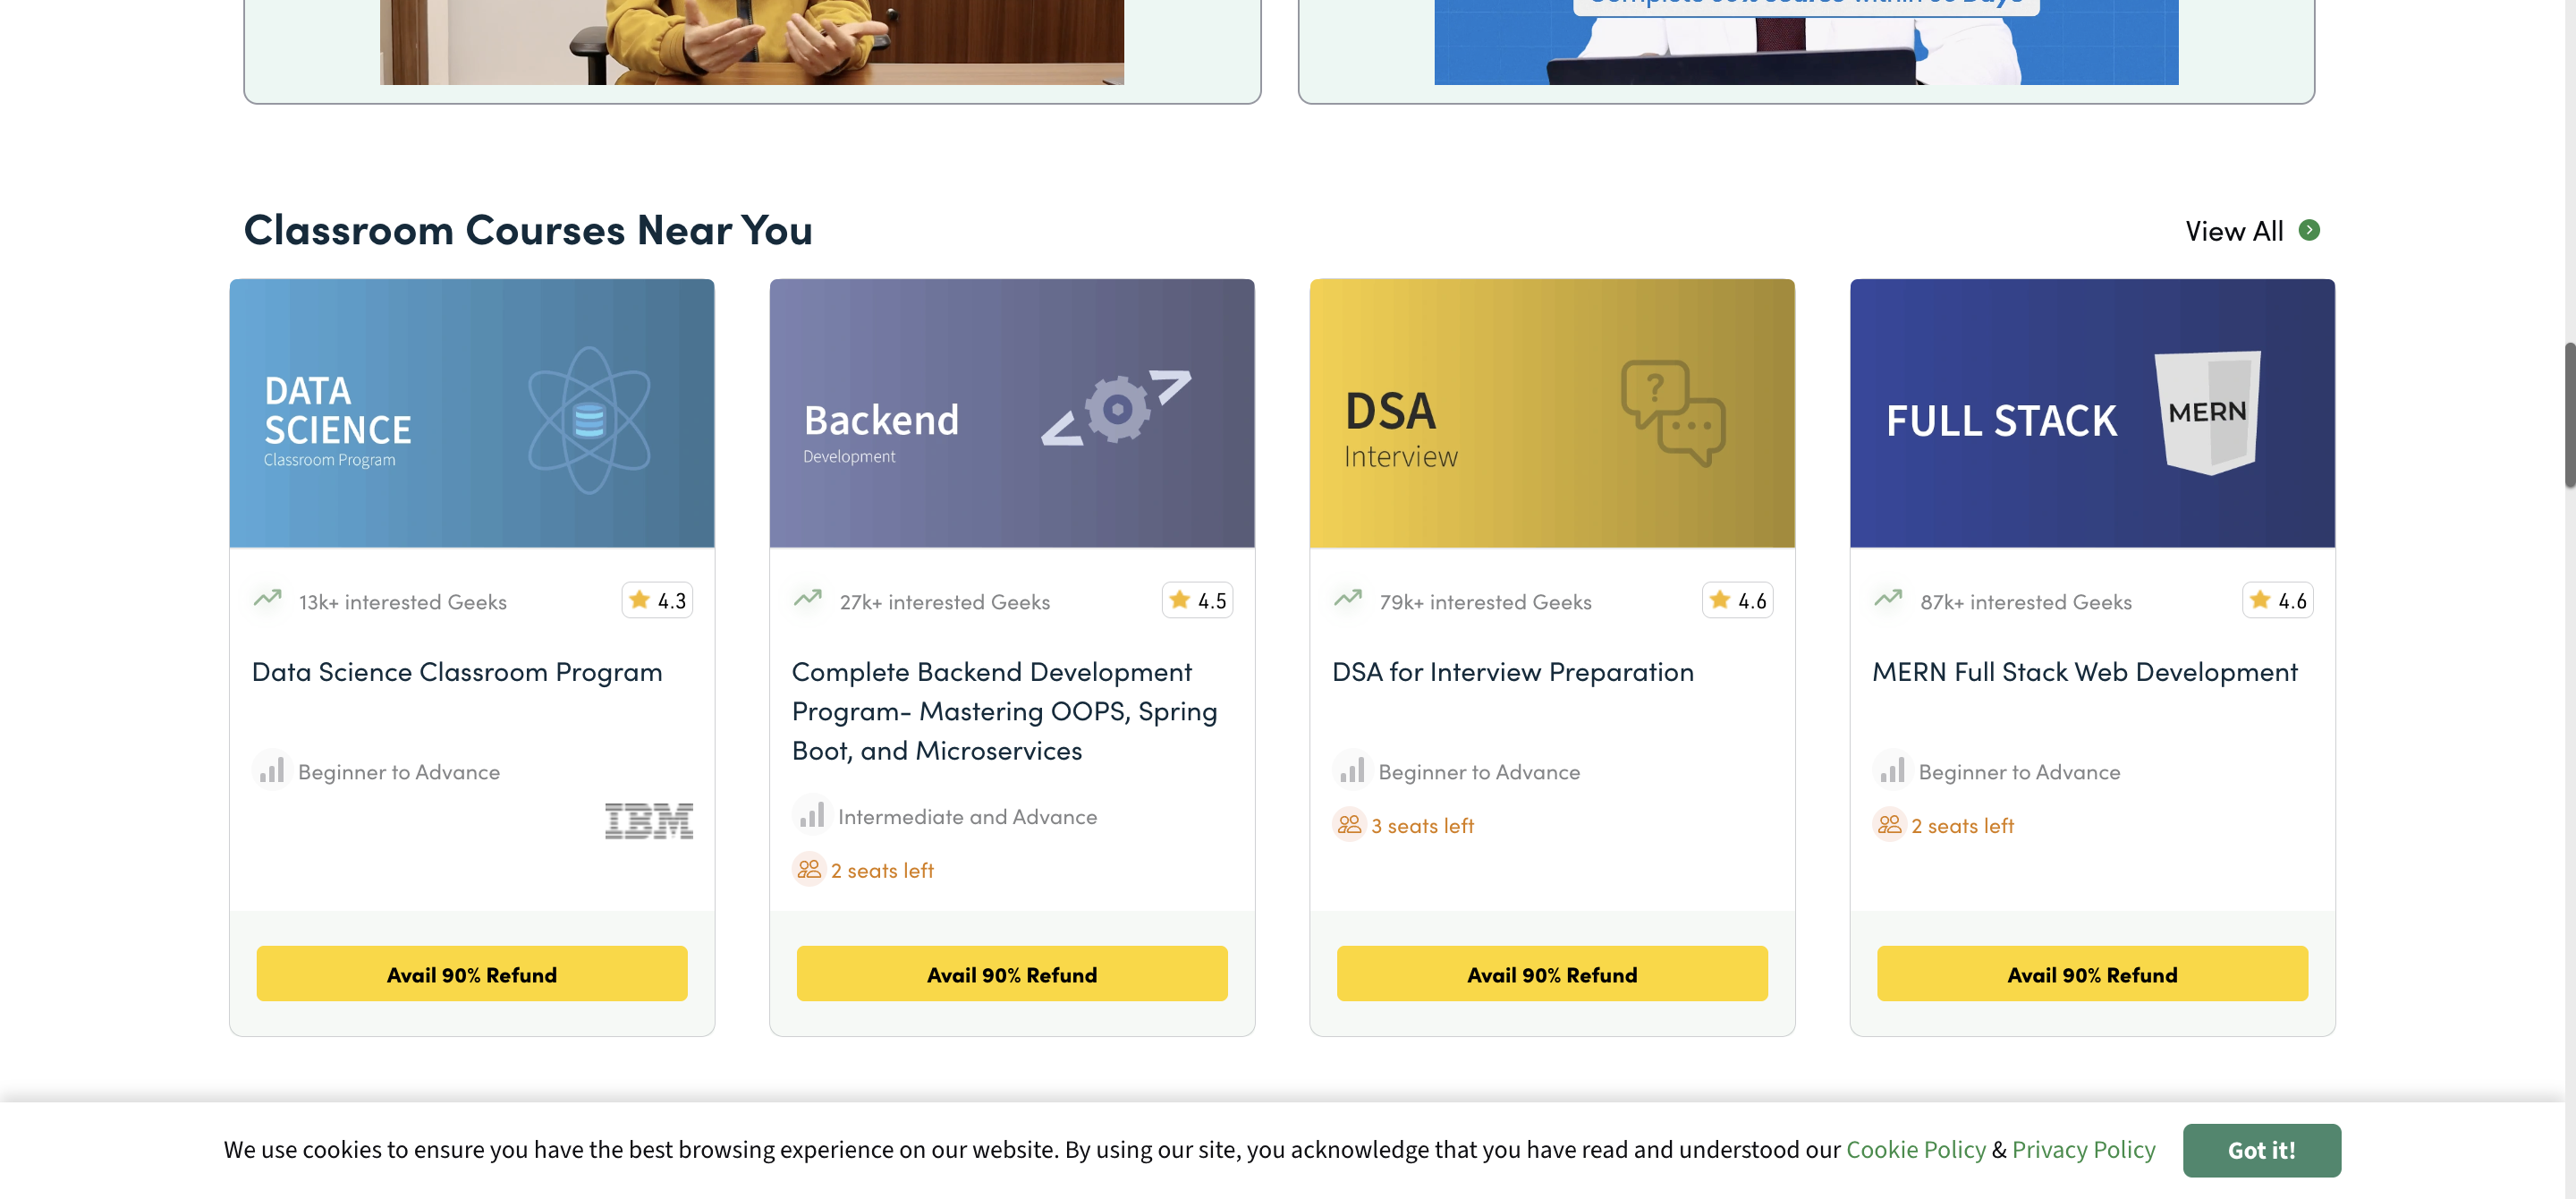 Classroom Courses Near You
View All
DATA
SCIENCE
Classroom Program
Backend
Development
DSA
Interview
FULL STACK
MERN
13k+ interested Geeks
4.3
27k+ interested Geeks
4.5
79k+ interested Geeks
4.6
87k+ interested Geeks
4.6
Data Science Classroom Program
Beginner to Advance
IBM
Complete Backend Development
Program- Mastering OOPS, Spring
Boot, and Microservices
Intermediate and Advance
2 seats left
DSA for Interview Preparation
Beginner to Advance
3 seats left
MERN Full Stack Web Development
Beginner to Advance
2 seats left
Avail 90% Refund
Avail 90% Refund
Avail 90% Refund
Avail 90% Refund
We use cookies to ensure you have the best browsing experience on our website. By using our site, you acknowledge that you have read and understood our Cookie Policy & Privacy Policy
Got it!